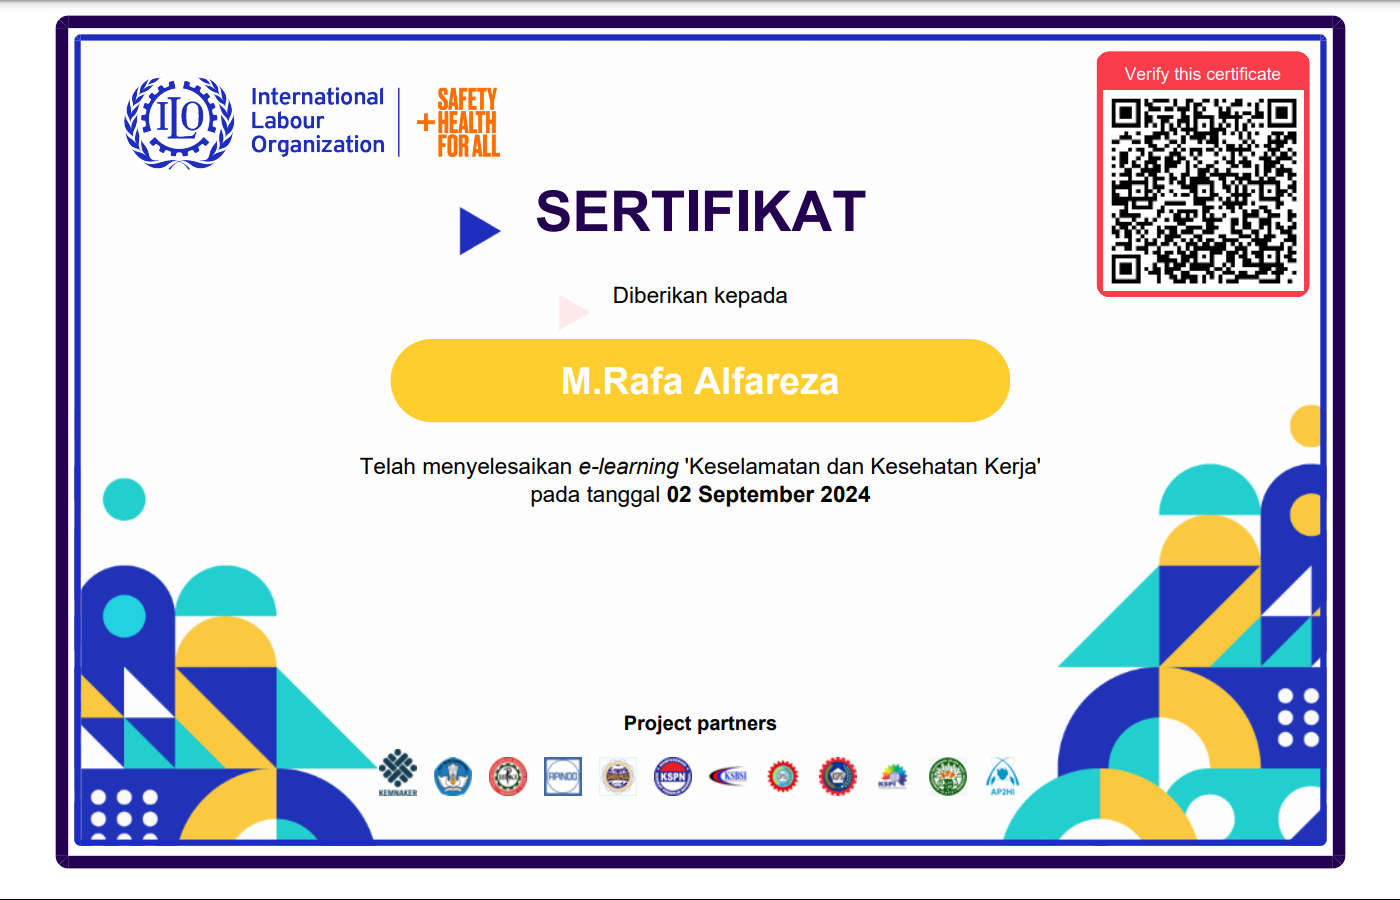 International
Labour
Organization
ILO
SAFETY
+HEALTH
FOR ALL
Verify this certificate
SERTIFIKAT
Diberikan kepada
M.Rafa Alfareza
Telah menyelesaikan e-learning 'Keselamatan dan Kesehatan Kerja'
pada tanggal 02 September 2024
Project partners
KEMNAKER
APINDO
KSPN
KSBSI
KSPI
AP2HI